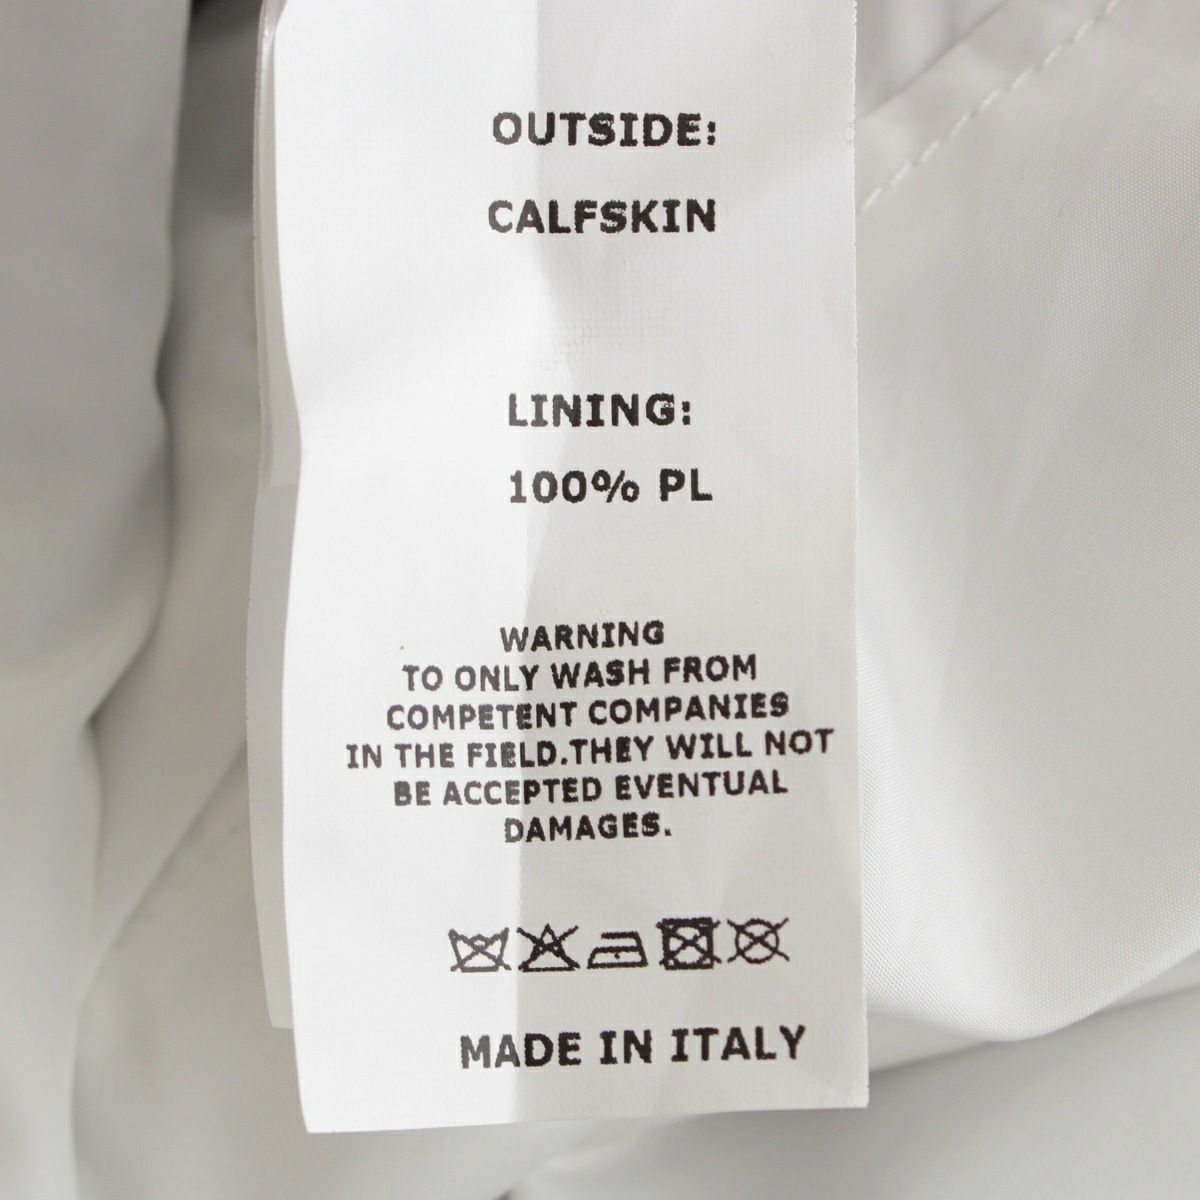 OUTSIDE:
CALFSKIN
LINING:
100% PL
WARNING
TO ONLY WASH FROM
COMPETENT COMPANIES
IN THE FIELD.THEY WILL NOT
BE ACCEPTED EVENTUAL
DAMAGES.
MADE IN ITALY